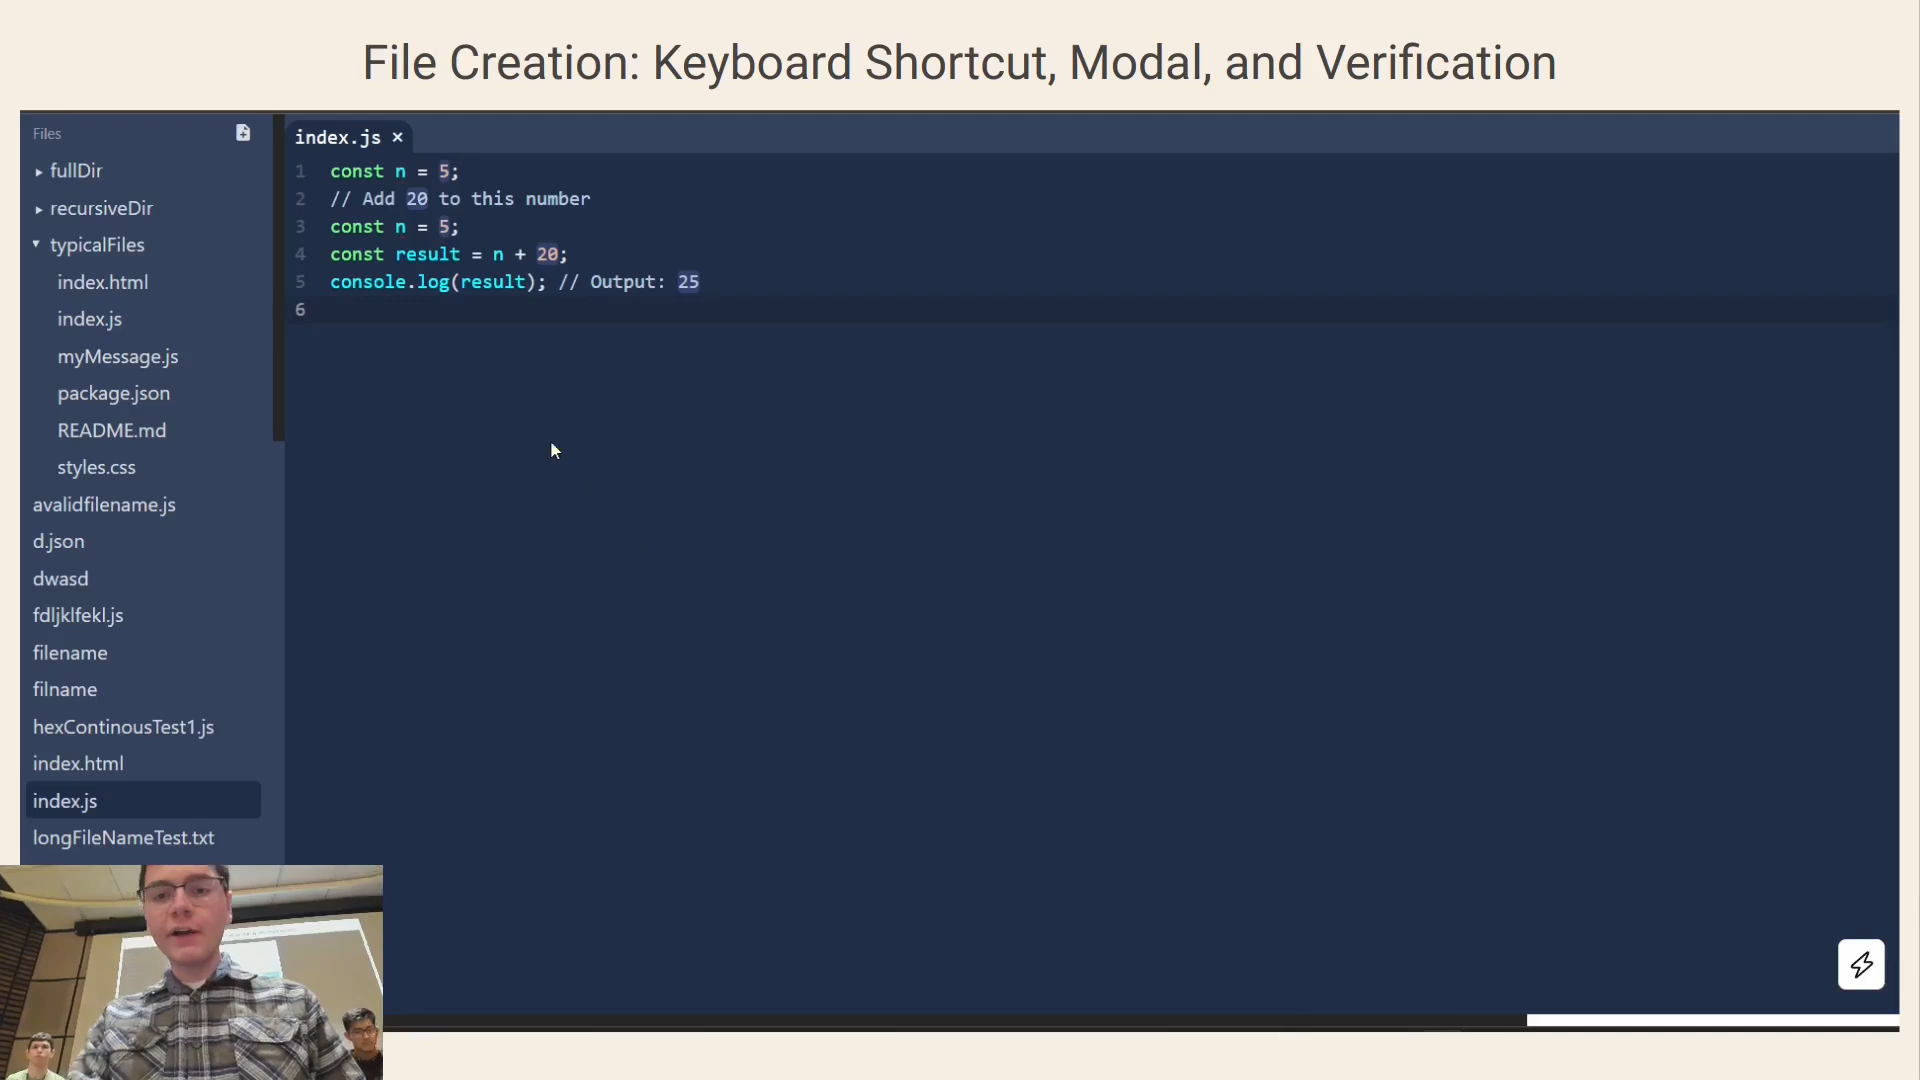 File Creation: Keyboard Shortcut, Modal, and Verification
Files
fullDir
recursiveDir
typicalFiles
index.html
index.js
myMessage.js
package.json
README.md
styles.css
avalidfilename.js
d.json
dwasd
fdljklfekl.js
filename
filname
hexContinousTest1.js
index.html
index.js
longFileNameTest.txt
index.js ×
1 const n = 5;
2 // Add 20 to this number
3 const n = 5;
4 const result = n + 20;
5 console.log(result); // Output: 25
6